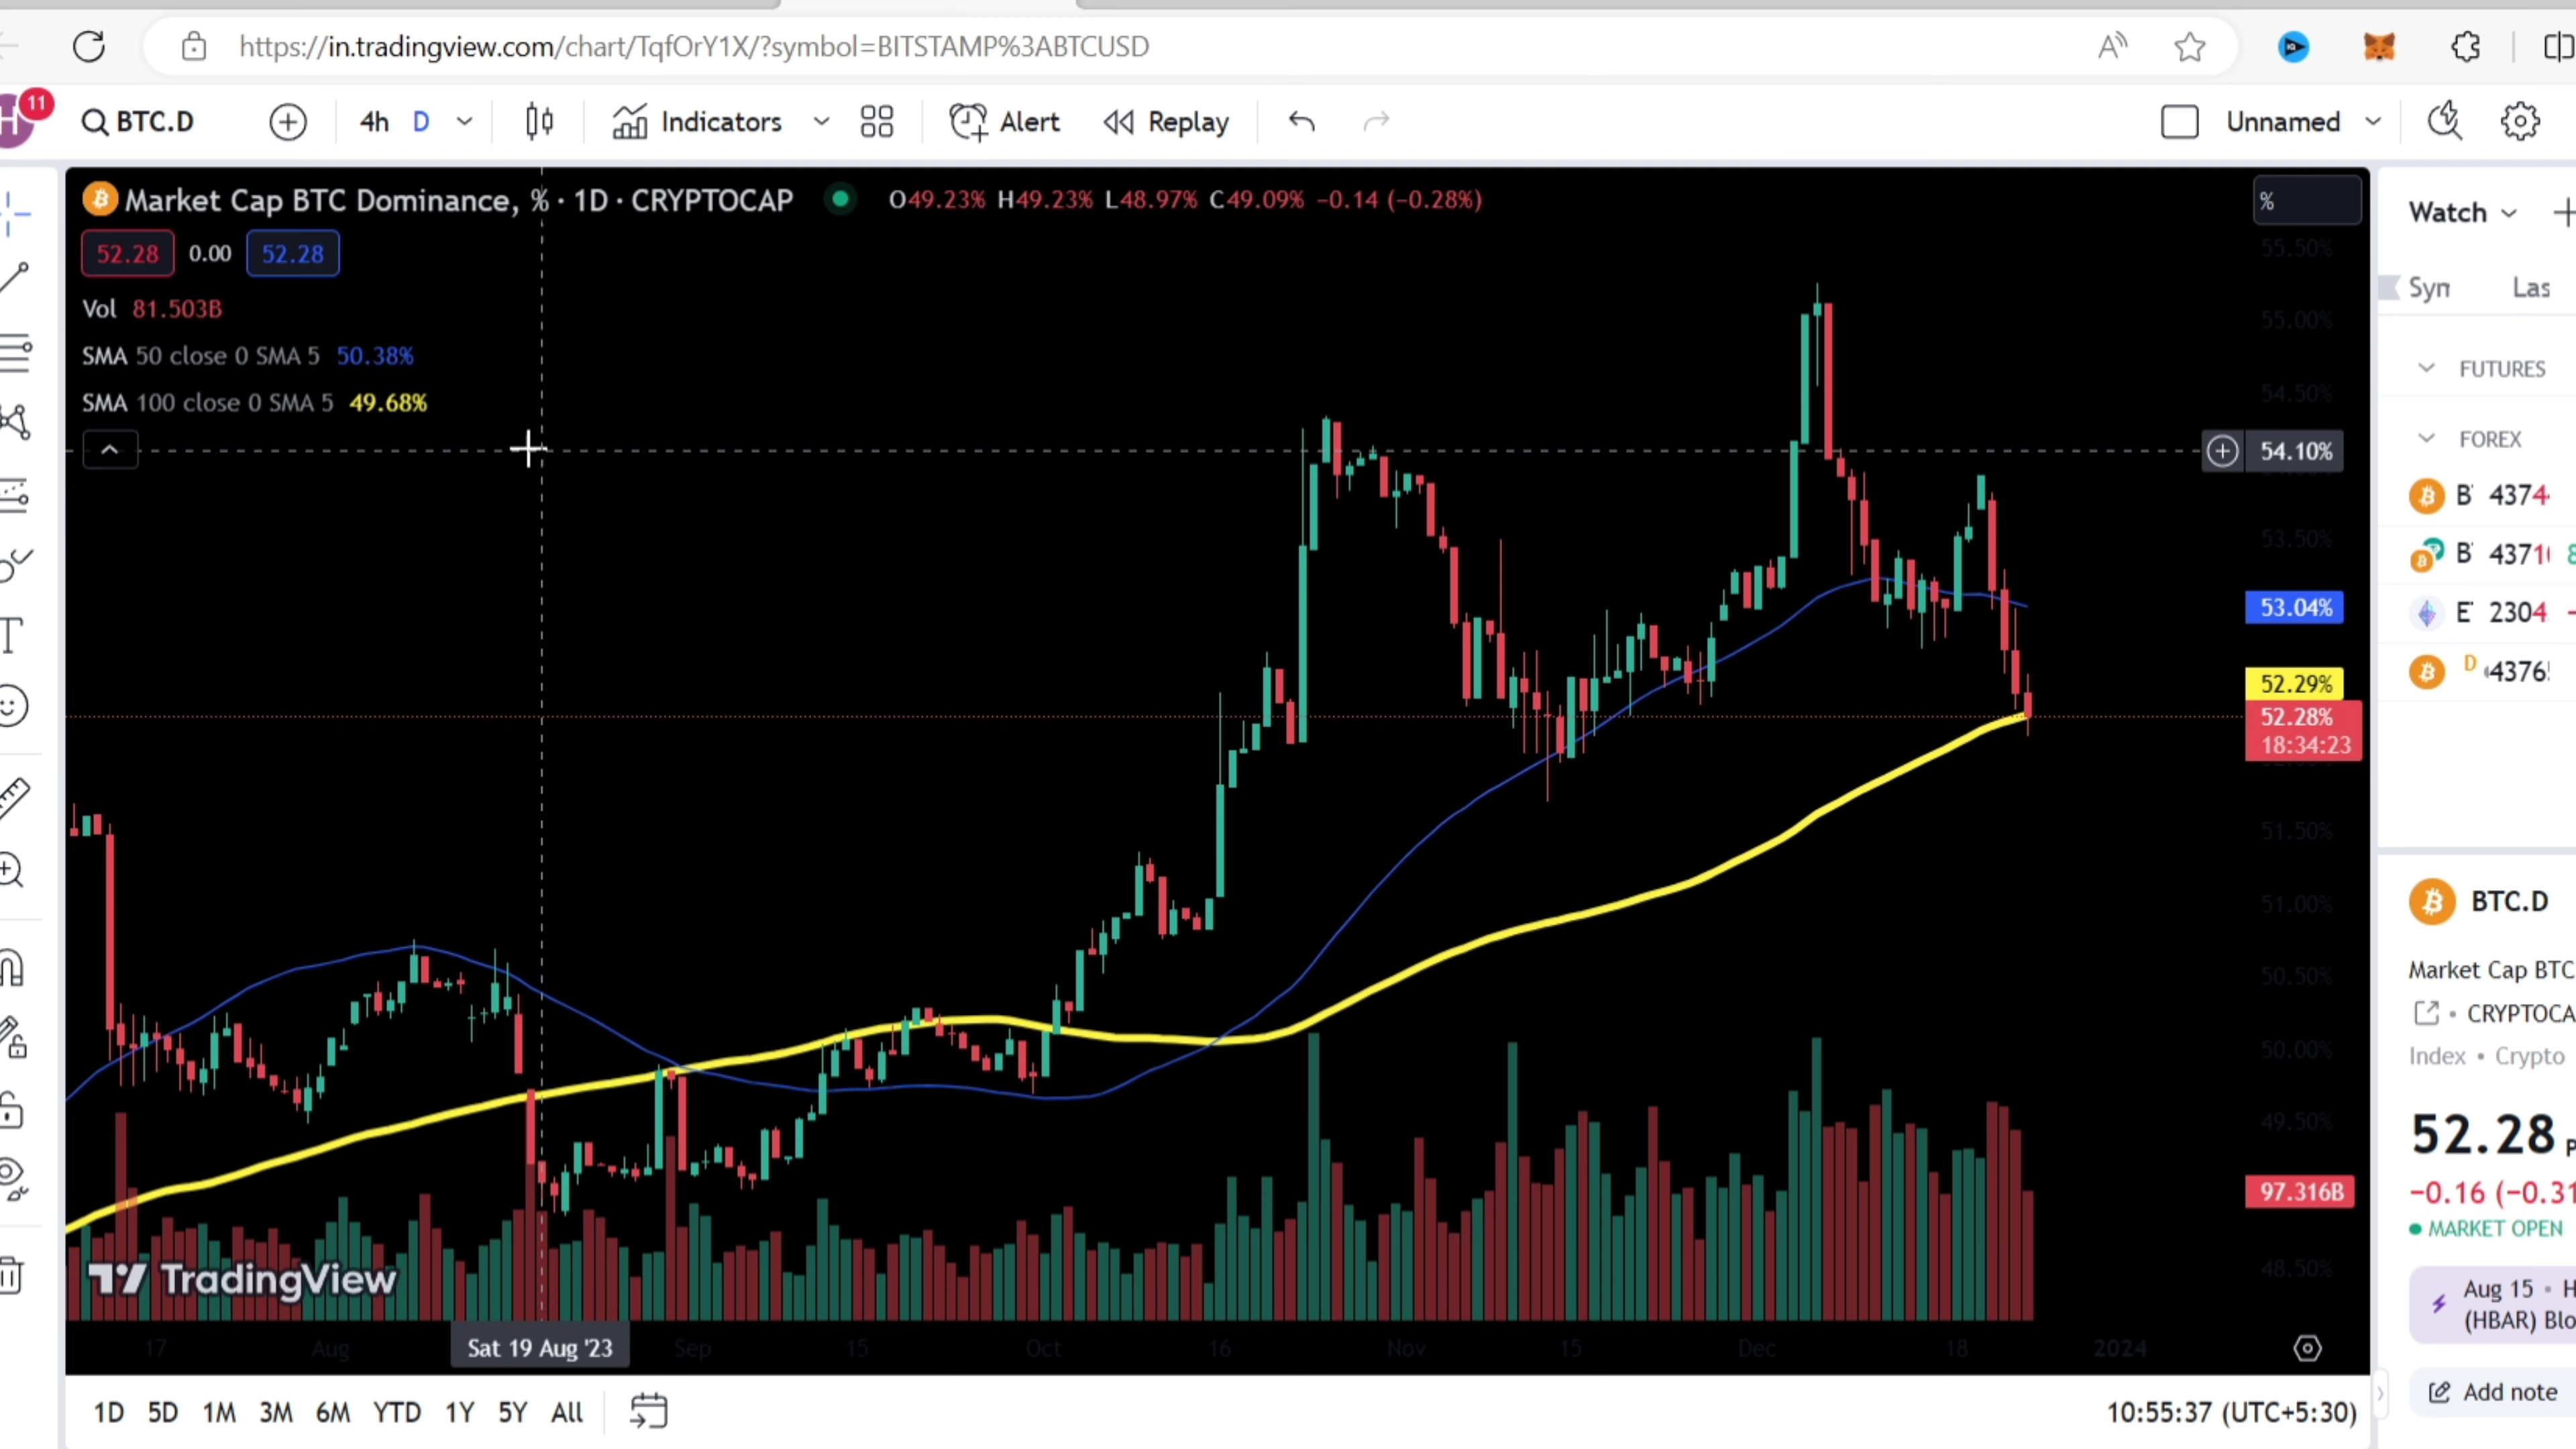 https://in.tradingview.com/chart/TqfOrY1X/?symbol=BITSTAMP%3ABTCUSD
H 11 BTC.D 4h D Indicators Alert Replay Unnamed
Market Cap BTC Dominance, % · 1D · CRYPTOCAP O49.23% H49.23% L48.97% C49.09% −0.14 (−0.28%) %
52.28 0.00 52.28
Vol 81.503B
SMA 50 close 0 SMA 5 50.38%
SMA 100 close 0 SMA 5 49.68%
55.50%
55.00%
54.50%
54.10%
53.50%
53.04%
52.29%
52.28%
18:34:23
51.50%
51.00%
50.50%
50.00%
49.50%
97.316B
48.50%
TradingView
17 Aug Sat 19 Aug '23 Sep 15 Oct 16 Nov 15 Dec 18 2024
1D 5D 1M 3M 6M YTD 1Y 5Y All 10:55:37 (UTC+5:30)
Watch
Syn Las
FUTURES
FOREX
B 4374
B 4371
E 2304
D 4376
BTC.D
Market Cap BTC
• CRYPTOCA
Index • Crypto
52.28
−0.16 (−0.31
MARKET OPEN
Aug 15 • H
(HBAR) Blo
Add note